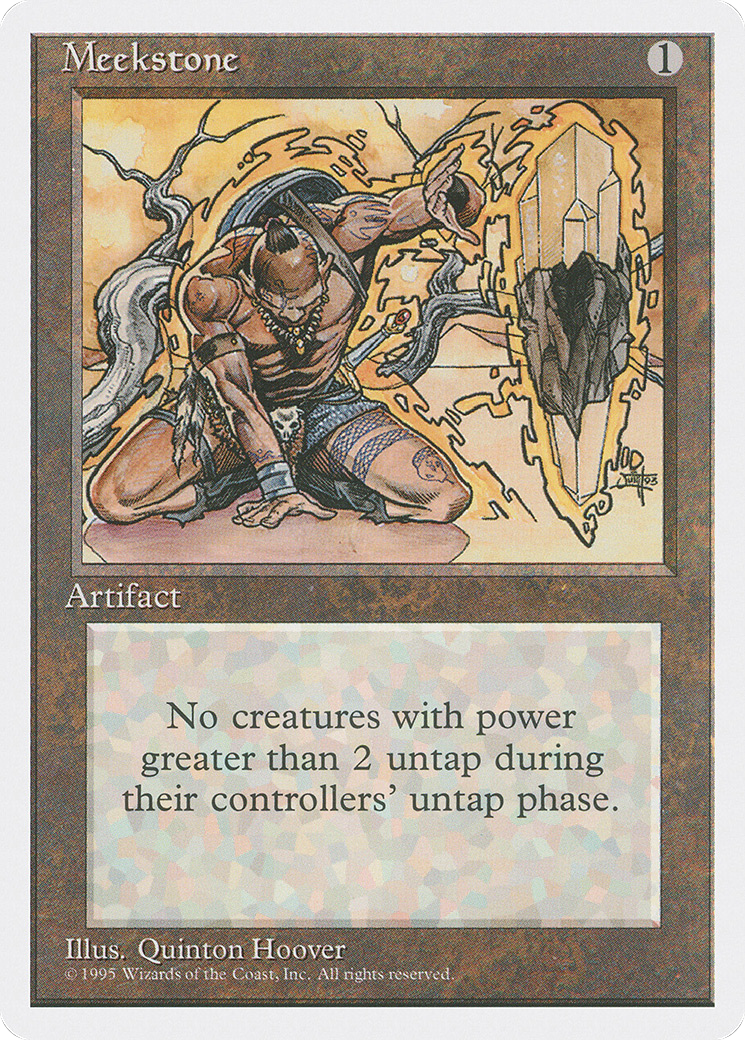 Meekstone 1
Artifact
No creatures with power
greater than 2 untap during
their controllers’ untap phase.
Illus. Quinton Hoover
© 1995 Wizards of the Coast, Inc. All rights reserved.